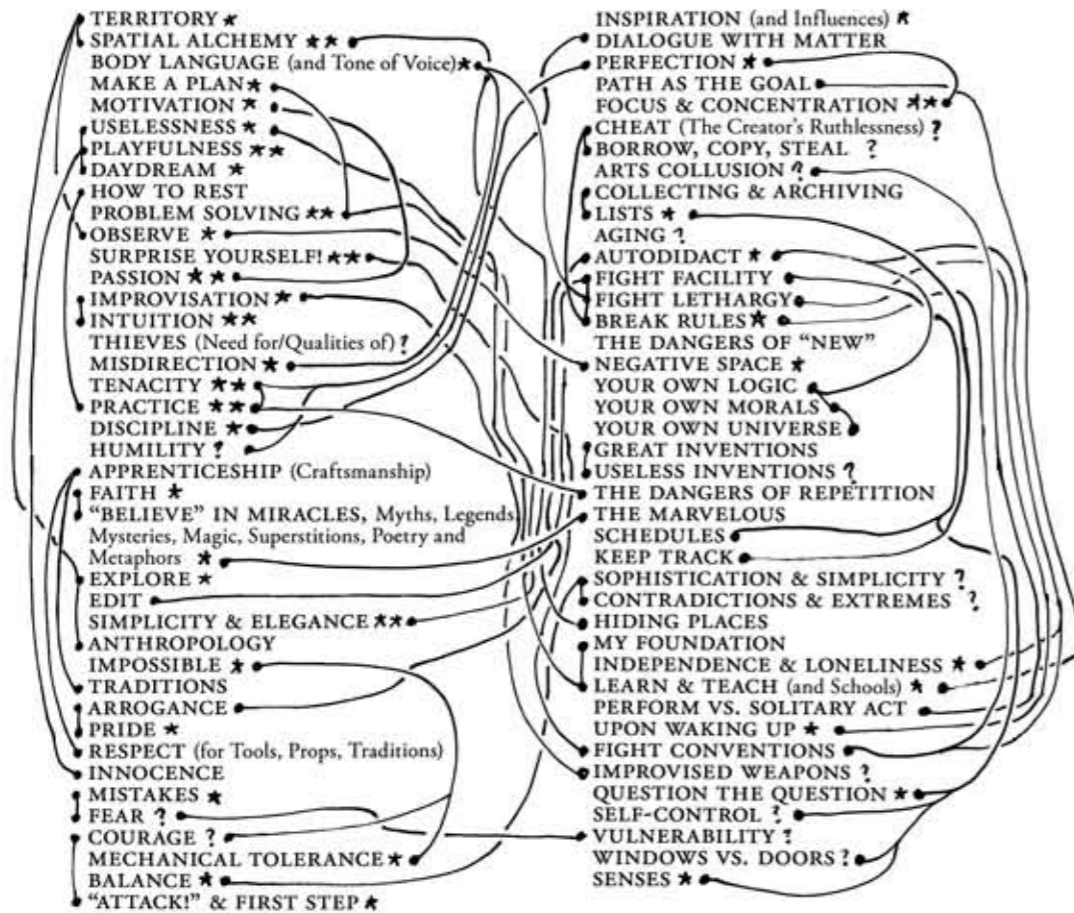 TERRITORY ★
SPATIAL ALCHEMY ★★
BODY LANGUAGE (and Tone of Voice) ★
MAKE A PLAN ★
MOTIVATION ★
USELESSNESS ★
PLAYFULNESS ★★
DAYDREAM ★
HOW TO REST
PROBLEM SOLVING ★★
OBSERVE ★
SURPRISE YOURSELF! ★★
PASSION ★★
IMPROVISATION ★
INTUITION ★★
THIEVES (Need for/Qualities of) ?
MISDIRECTION ★
TENACITY ★★
PRACTICE ★★
DISCIPLINE ★
HUMILITY ?
APPRENTICESHIP (Craftsmanship)
FAITH ★
"BELIEVE" IN MIRACLES, Myths, Legends,
Mysteries, Magic, Superstitions, Poetry and
Metaphors ★
EXPLORE ★
EDIT
SIMPLICITY & ELEGANCE ★★
ANTHROPOLOGY
IMPOSSIBLE ★
TRADITIONS
ARROGANCE
PRIDE ★
RESPECT (for Tools, Props, Traditions)
INNOCENCE
MISTAKES ★
FEAR ?
COURAGE ?
MECHANICAL TOLERANCE ★
BALANCE ★
"ATTACK!" & FIRST STEP ★
INSPIRATION (and Influences) ★
DIALOGUE WITH MATTER
PERFECTION ★
PATH AS THE GOAL
FOCUS & CONCENTRATION ★★
CHEAT (The Creator's Ruthlessness) ?
BORROW, COPY, STEAL ?
ARTS COLLUSION ?
COLLECTING & ARCHIVING
LISTS ★
AGING ?
AUTODIDACT ★
FIGHT FACILITY
FIGHT LETHARGY
BREAK RULES ★
THE DANGERS OF "NEW"
NEGATIVE SPACE ★
YOUR OWN LOGIC
YOUR OWN MORALS
YOUR OWN UNIVERSE
GREAT INVENTIONS
USELESS INVENTIONS ?
THE DANGERS OF REPETITION
THE MARVELOUS
SCHEDULES
KEEP TRACK
SOPHISTICATION & SIMPLICITY ?
CONTRADICTIONS & EXTREMES ?
HIDING PLACES
MY FOUNDATION
INDEPENDENCE & LONELINESS ★
LEARN & TEACH (and Schools) ★
PERFORM VS. SOLITARY ACT
UPON WAKING UP ★
FIGHT CONVENTIONS
IMPROVISED WEAPONS ?
QUESTION THE QUESTION ★
SELF-CONTROL ?
VULNERABILITY ?
WINDOWS VS. DOORS ?
SENSES ★